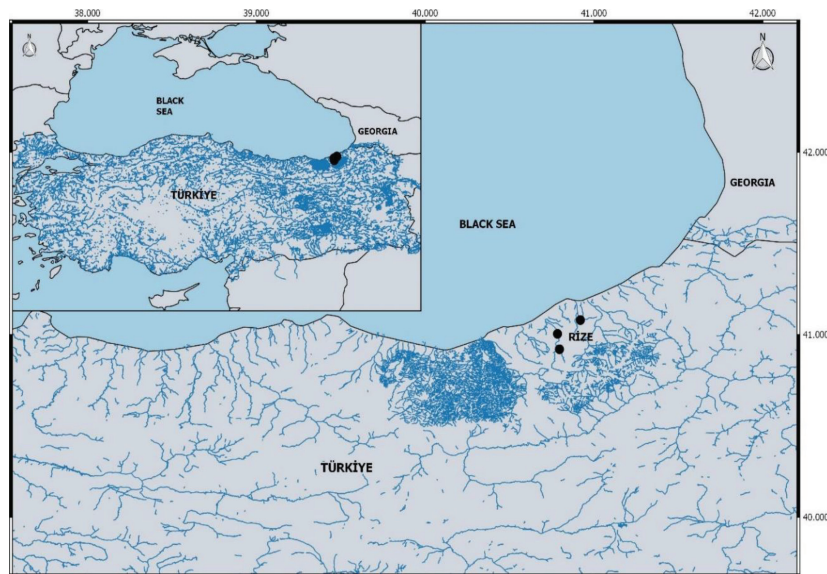 38.000
39.000
40.000
41.000
42.000
BLACK
SEA
GEORGIA
TÜRKİYE
42.000
GEORGIA
BLACK SEA
41.000
RİZE
TÜRKİYE
40.000